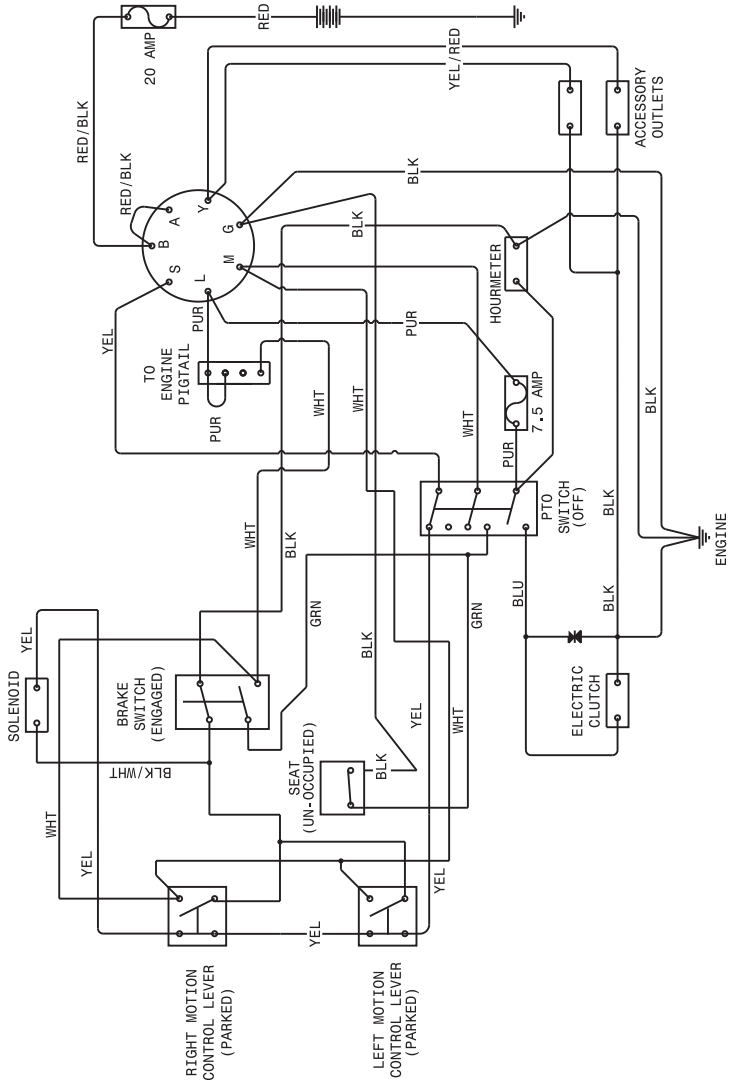 RED
20 AMP
YEL/RED
ACCESSORY
OUTLETS
RED/BLK
RED/BLK
A
B
S
L
M
G
Y
BLK
BLK
HOURMETER
YEL
PUR
PUR
TO
ENGINE
PIGTAIL
PUR
WHT
WHT
WHT
7.5 AMP
PUR
BLK
BLK
PTO
SWITCH
(OFF)
ENGINE
WHT
BLK
GRN
BLK
GRN
BLU
BLK
SOLENOID
YEL
BRAKE
SWITCH
(ENGAGED)
BLK/WHT
SEAT
(UN-OCCUPIED)
BLK
YEL
WHT
ELECTRIC
CLUTCH
WHT
YEL
YEL
YEL
RIGHT MOTION
CONTROL LEVER
(PARKED)
LEFT MOTION
CONTROL LEVER
(PARKED)